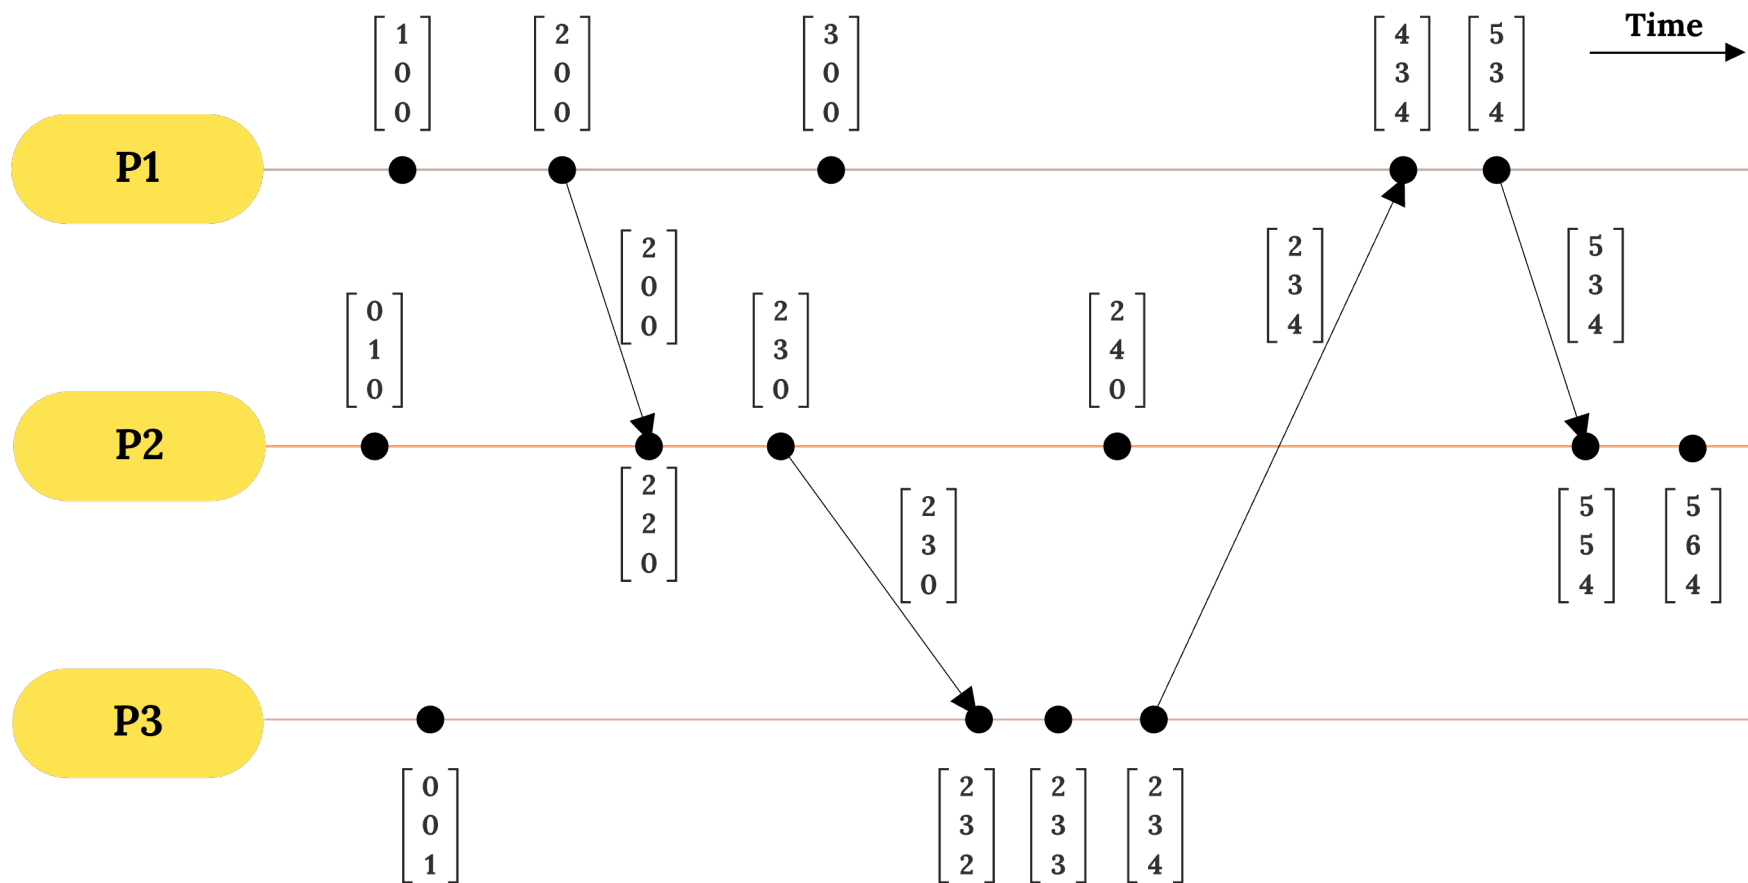 Time
1 2 3 4 5
0 0 0 3 3
0 0 0 4 4
P1
2 2 5
0 3 3
0 4 4
0 2 2
1 3 4
0 0 0
P2
2
2
0
2 5 5
3 5 6
0 4 4
P3
0 2 2 2
0 3 3 3
1 2 3 4